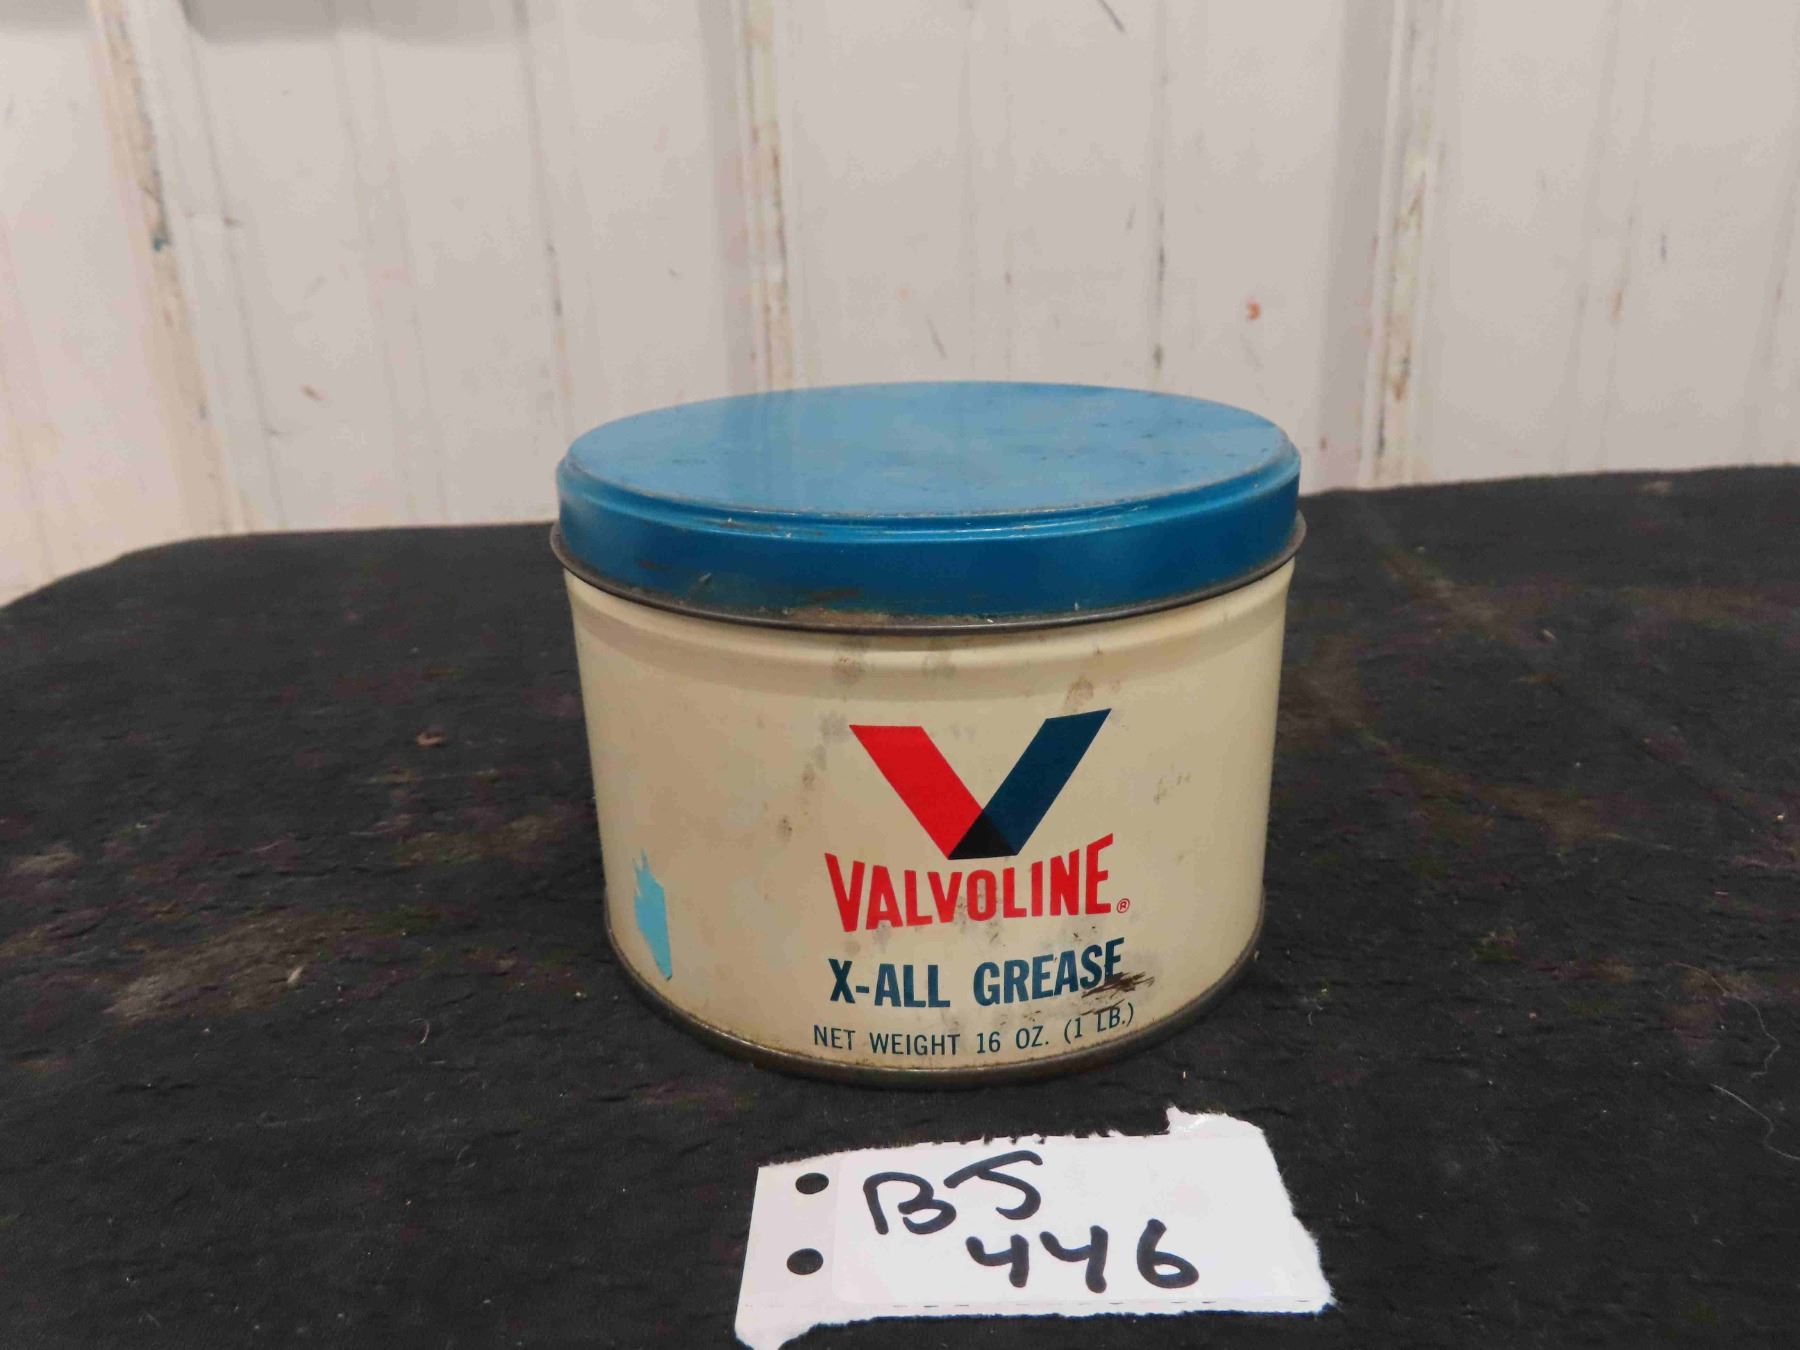 VALVOLINE®
X-ALL GREASE
NET WEIGHT 16 OZ. (1 LB.)
BJ
446